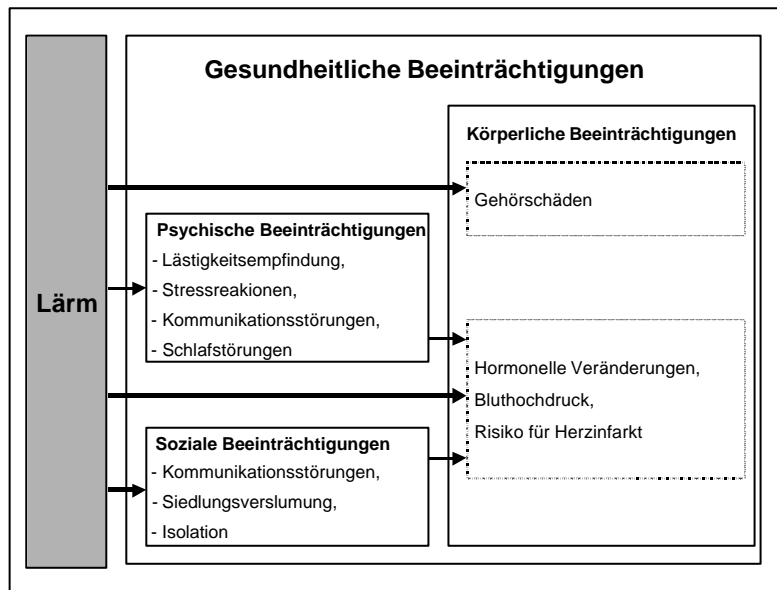 Gesundheitliche Beeinträchtigungen
Lärm
Körperliche Beeinträchtigungen
Gehörschäden
Psychische Beeinträchtigungen
- Lästigkeitsempfindung,
- Stressreakionen,
- Kommunikationsstörungen,
- Schlafstörungen
Hormonelle Veränderungen,
Bluthochdruck,
Risiko für Herzinfarkt
Soziale Beeinträchtigungen
- Kommunikationsstörungen,
- Siedlungsverslumung,
- Isolation